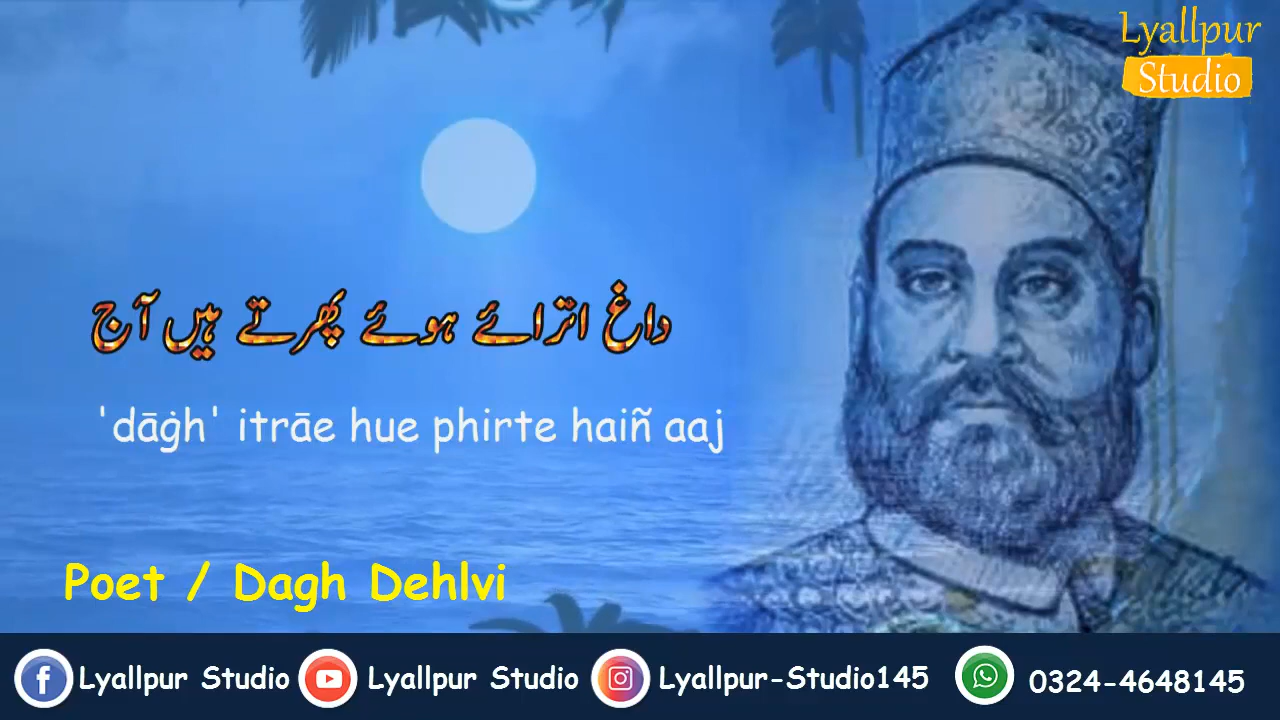 Lyallpur
Studio
داغ اترائے ہوئے پھرتے ہیں آج
'dāġh' itrāe hue phirte haiñ aaj
Poet / Dagh Dehlvi
Lyallpur Studio Lyallpur Studio Lyallpur-Studio145 0324-4648145